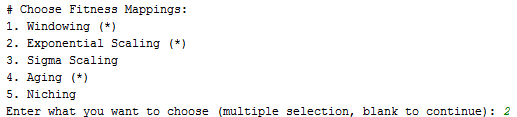 # Choose Fitness Mappings:
1. Windowing (*)
2. Exponential Scaling (*)
3. Sigma Scaling
4. Aging (*)
5. Niching
Enter what you want to choose (multiple selection, blank to continue): 2